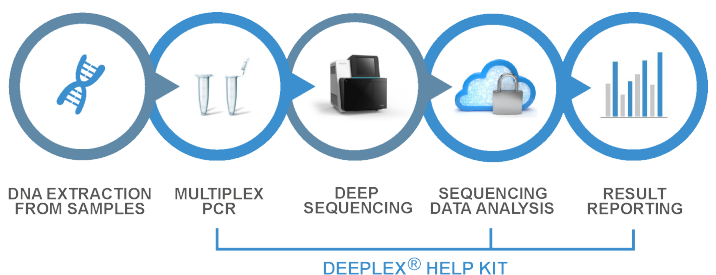 DNA EXTRACTION
FROM SAMPLES
MULTIPLEX
PCR
DEEP
SEQUENCING
SEQUENCING
DATA ANALYSIS
RESULT
REPORTING
DEEPLEX® HELP KIT